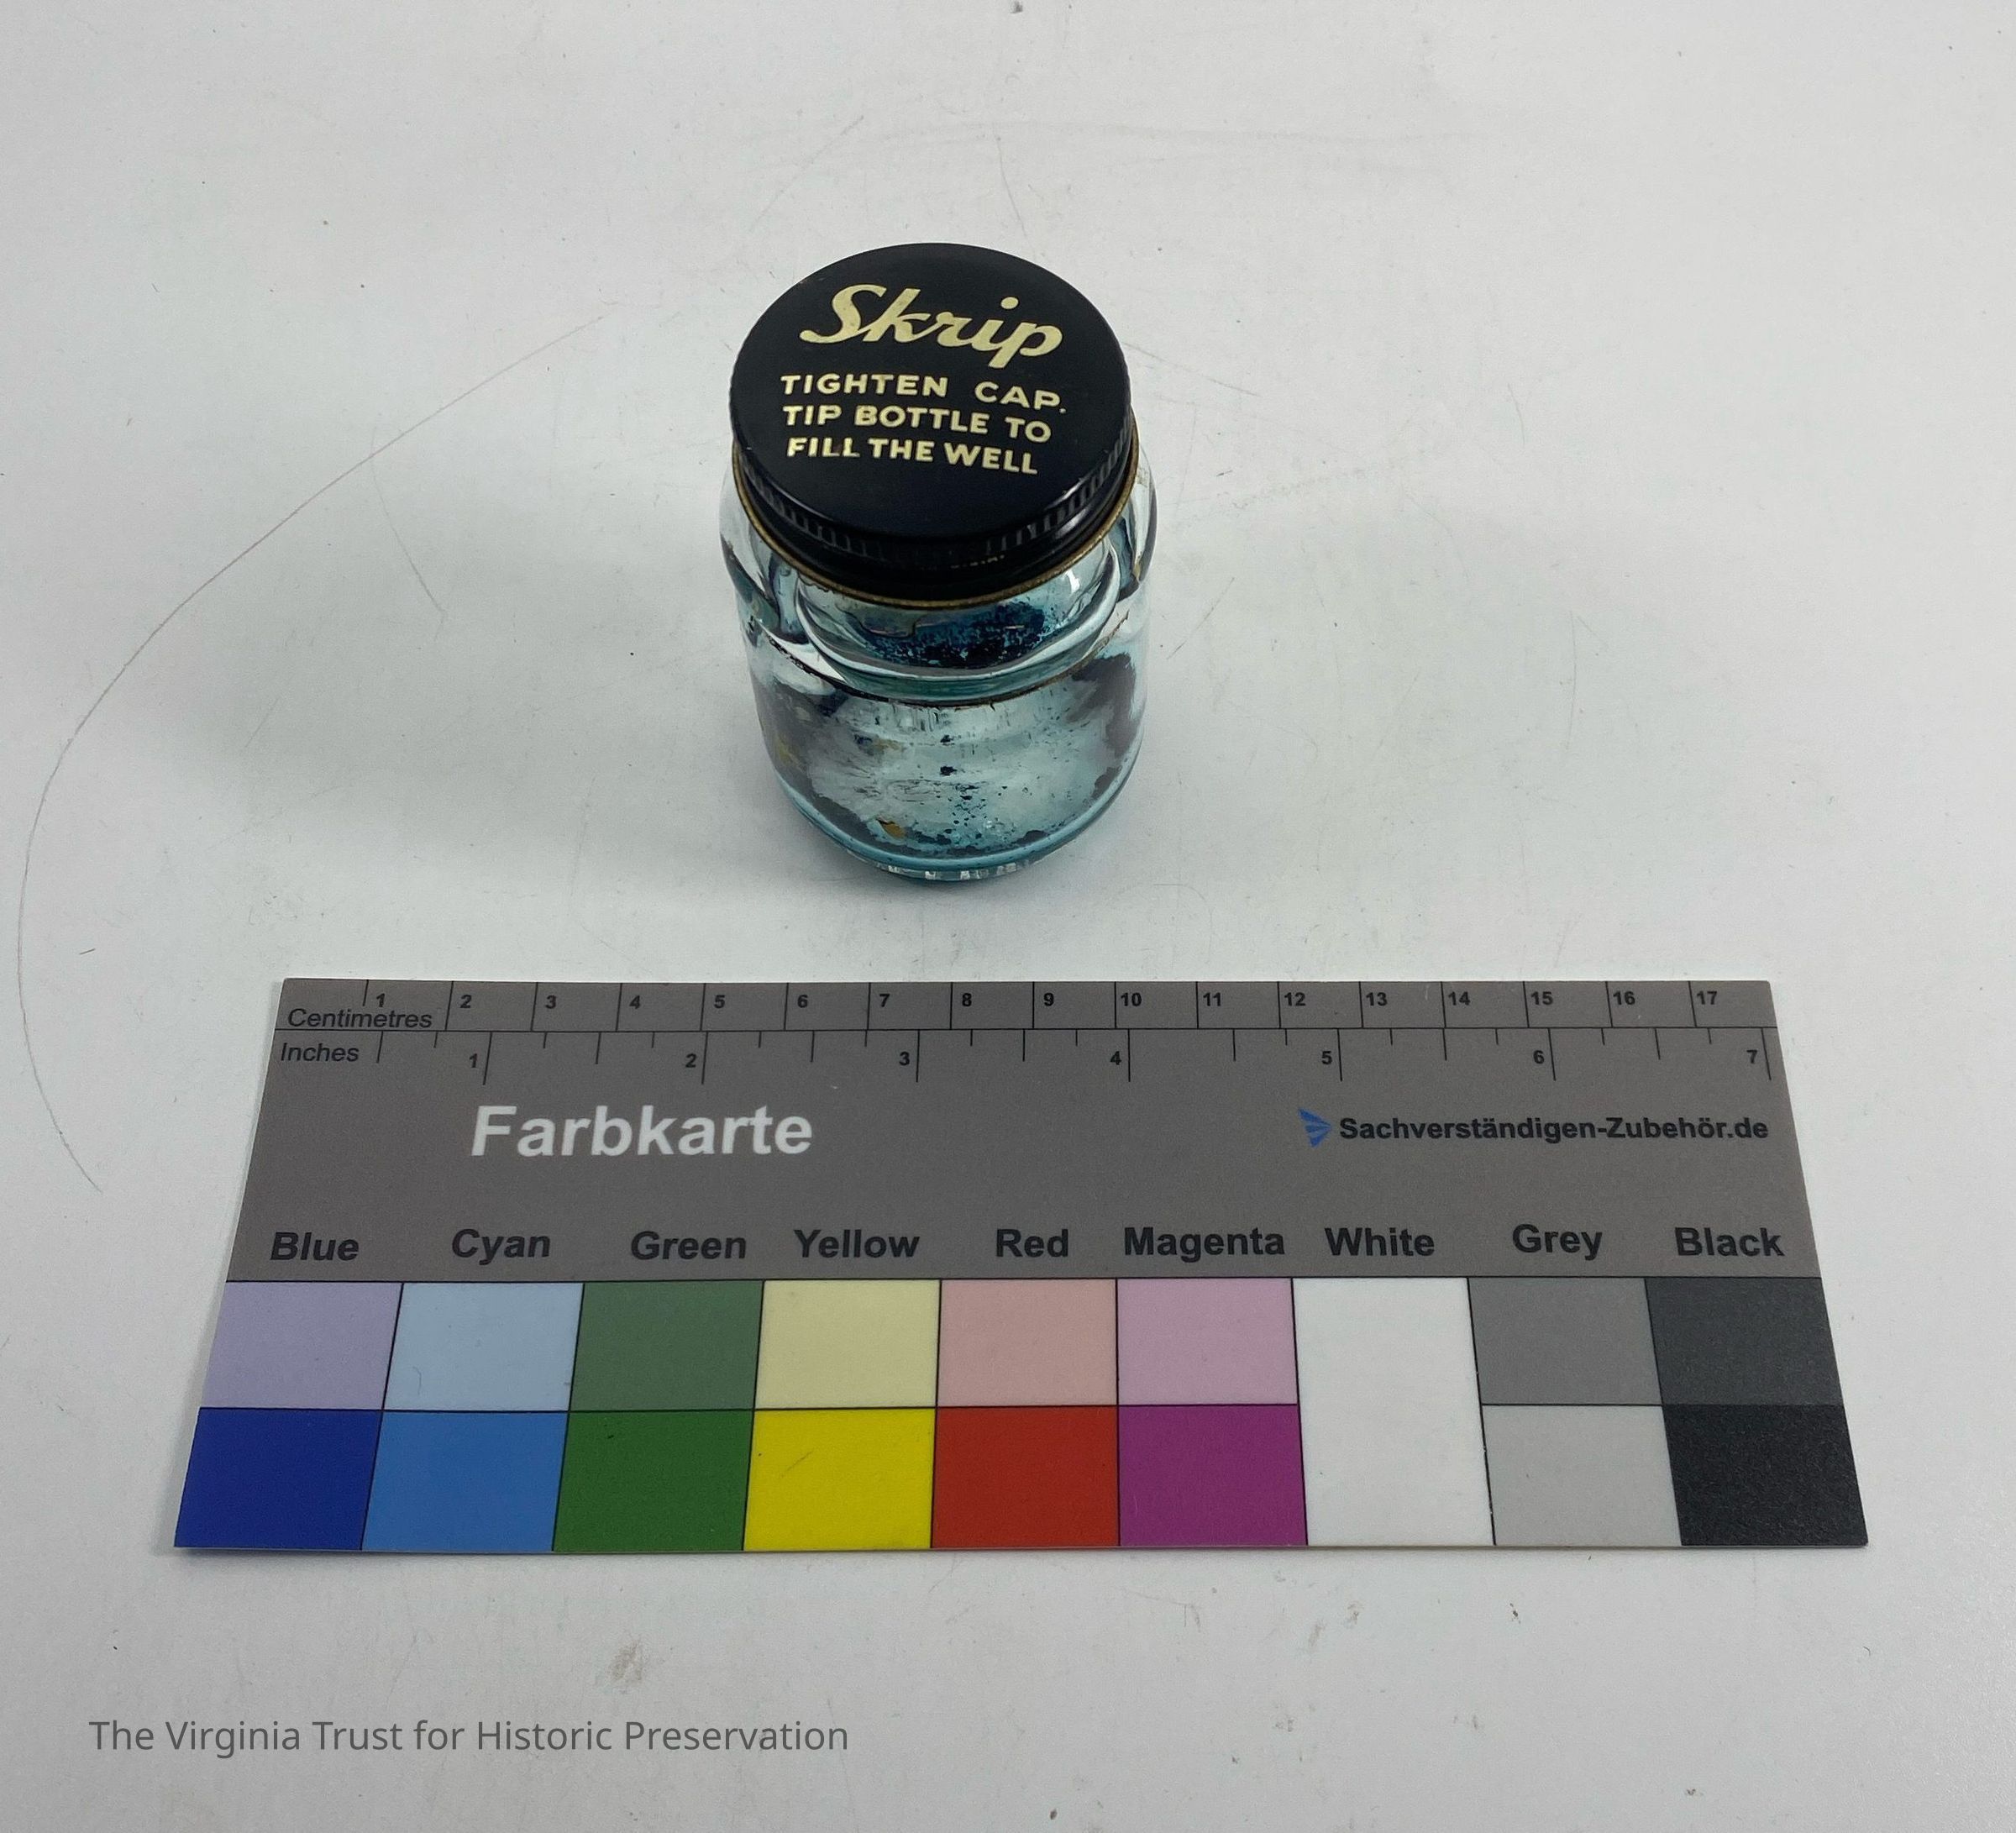 Skrip
TIGHTEN CAP.
TIP BOTTLE TO
FILL THE WELL
1 2 3 4 5 6 7 8 9 10 11 12 13 14 15 16 17
Centimetres
Inches
1 2 3 4 5 6 7
Farbkarte
Sachverständigen-Zubehör.de
Blue Cyan Green Yellow Red Magenta White Grey Black
The Virginia Trust for Historic Preservation